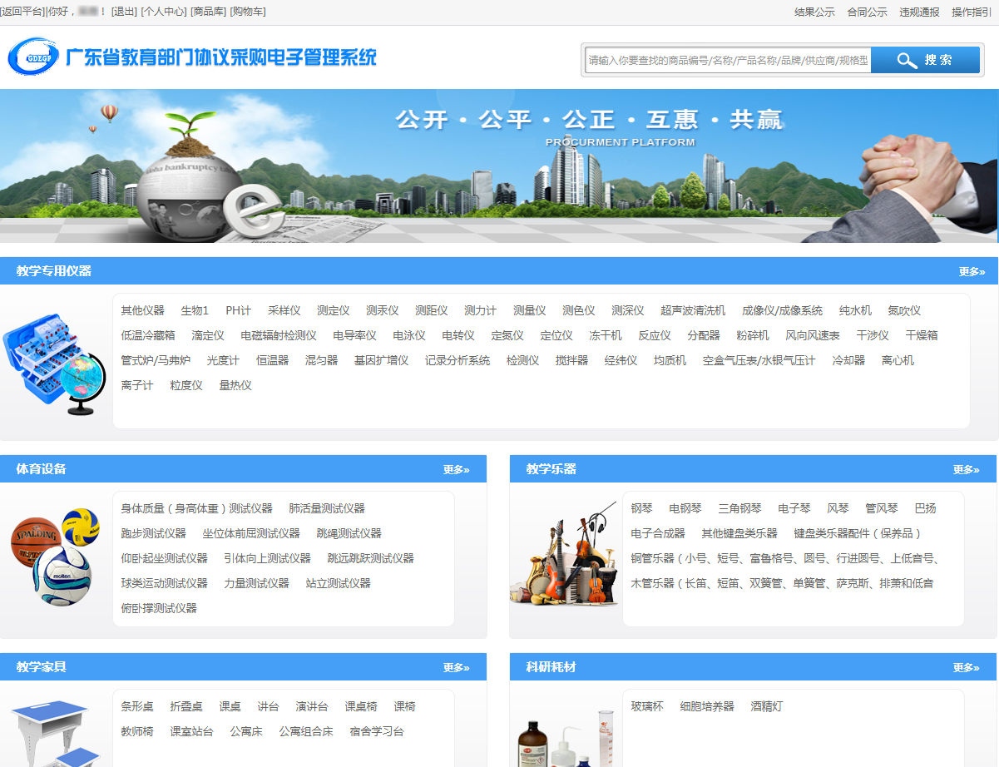 [返回平台]|你好， ！ [退出] [个人中心] [商品库] [购物车]
结果公示 合同公示 违规通报 操作指引
GDZG
广东省教育部门协议采购电子管理系统
请输入你要查找的商品编号/名称/产品名称/品牌/供应商/规格型
搜 索
公开 · 公平 · 公正 · 互惠 · 共赢
PROCURMENT PLATFORM
教学专用仪器 更多»
其他仪器 生物1 PH计 采样仪 测定仪 测汞仪 测距仪 测力计 测量仪 测色仪 测深仪 超声波清洗机 成像仪/成像系统 纯水机 氮吹仪
低温冷藏箱 滴定仪 电磁辐射检测仪 电导率仪 电泳仪 电转仪 定氮仪 定位仪 冻干机 反应仪 分配器 粉碎机 风向风速表 干涉仪 干燥箱
管式炉/马弗炉 光度计 恒温器 混匀器 基因扩增仪 记录分析系统 检测仪 搅拌器 经纬仪 均质机 空盒气压表/水银气压计 冷却器 离心机
离子计 粒度仪 量热仪
体育设备 更多»
SPALDING
molten
身体质量（身高体重）测试仪器 肺活量测试仪器
跑步测试仪器 坐位体前屈测试仪器 跳绳测试仪器
仰卧起坐测试仪器 引体向上测试仪器 跳远跳跃测试仪器
球类运动测试仪器 力量测试仪器 站立测试仪器
俯卧撑测试仪器
教学乐器 更多»
钢琴 电钢琴 三角钢琴 电子琴 风琴 管风琴 巴扬
电子合成器 其他键盘类乐器 键盘类乐器配件（保养品）
铜管乐器（小号、短号、富鲁格号、圆号、行进圆号、上低音号、
木管乐器（长笛、短笛、双簧管、单簧管、萨克斯、排萧和低音
教学家具 更多»
条形桌 折叠桌 课桌 讲台 演讲台 课桌椅 课椅
教师椅 课室站台 公寓床 公寓组合床 宿舍学习台
科研耗材 更多»
玻璃杯 细胞培养器 酒精灯